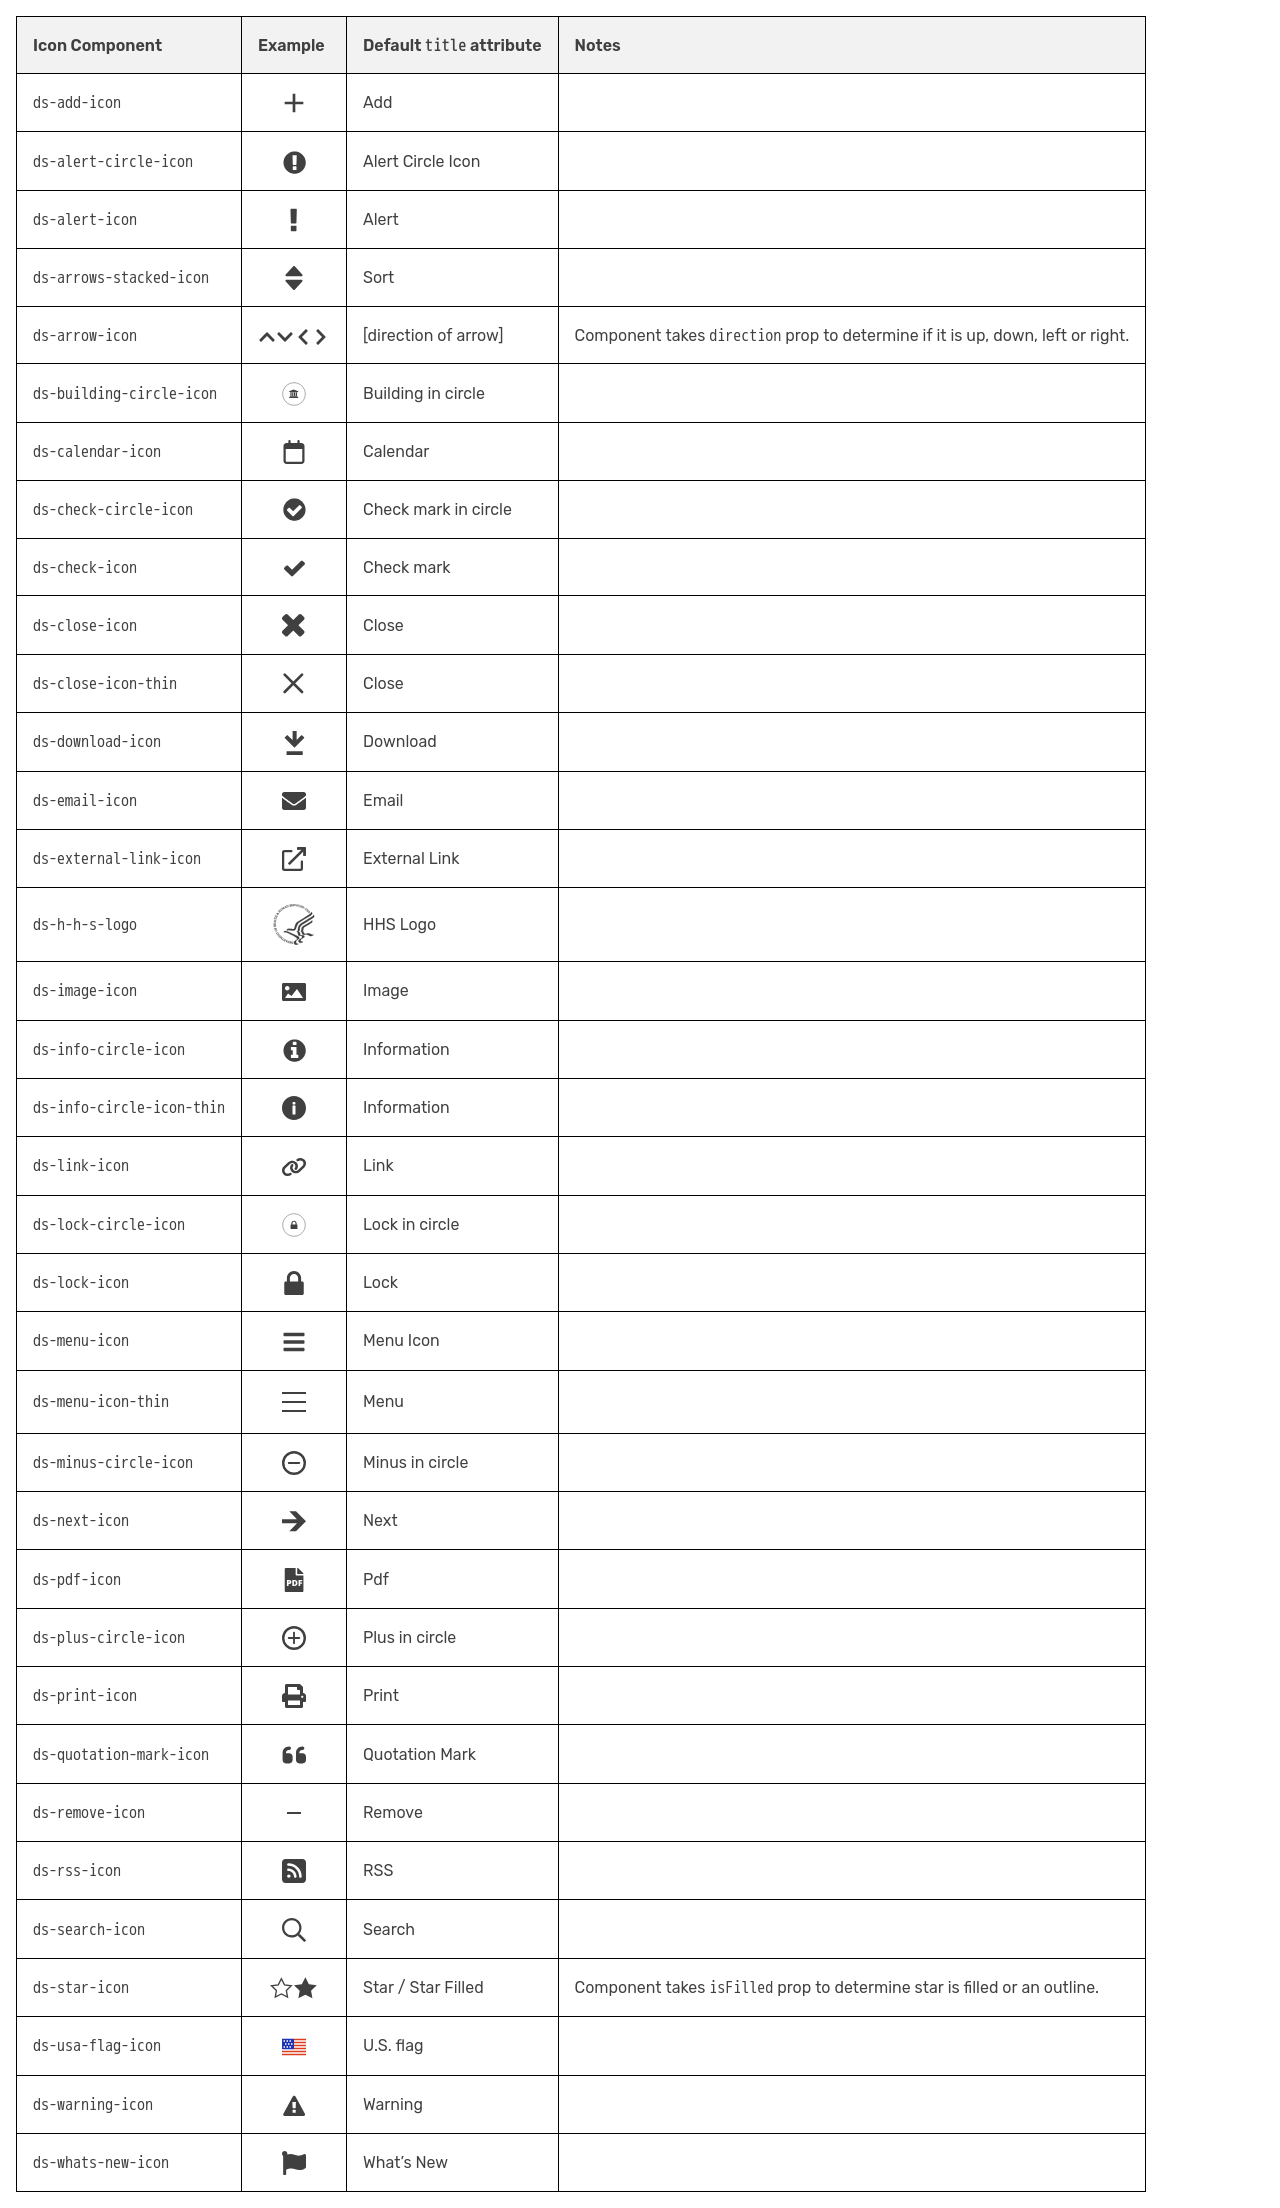 Icon Component Example Default title attribute Notes
ds-add-icon Add
ds-alert-circle-icon Alert Circle Icon
ds-alert-icon Alert
ds-arrows-stacked-icon Sort
ds-arrow-icon [direction of arrow] Component takes direction prop to determine if it is up, down, left or right.
ds-building-circle-icon Building in circle
ds-calendar-icon Calendar
ds-check-circle-icon Check mark in circle
ds-check-icon Check mark
ds-close-icon Close
ds-close-icon-thin Close
ds-download-icon Download
ds-email-icon Email
ds-external-link-icon External Link
ds-h-h-s-logo HHS Logo
ds-image-icon Image
ds-info-circle-icon Information
ds-info-circle-icon-thin Information
ds-link-icon Link
ds-lock-circle-icon Lock in circle
ds-lock-icon Lock
ds-menu-icon Menu Icon
ds-menu-icon-thin Menu
ds-minus-circle-icon Minus in circle
ds-next-icon Next
ds-pdf-icon PDF Pdf
ds-plus-circle-icon Plus in circle
ds-print-icon Print
ds-quotation-mark-icon Quotation Mark
ds-remove-icon Remove
ds-rss-icon RSS
ds-search-icon Search
ds-star-icon Star / Star Filled Component takes isFilled prop to determine star is filled or an outline.
ds-usa-flag-icon U.S. flag
ds-warning-icon Warning
ds-whats-new-icon What’s New